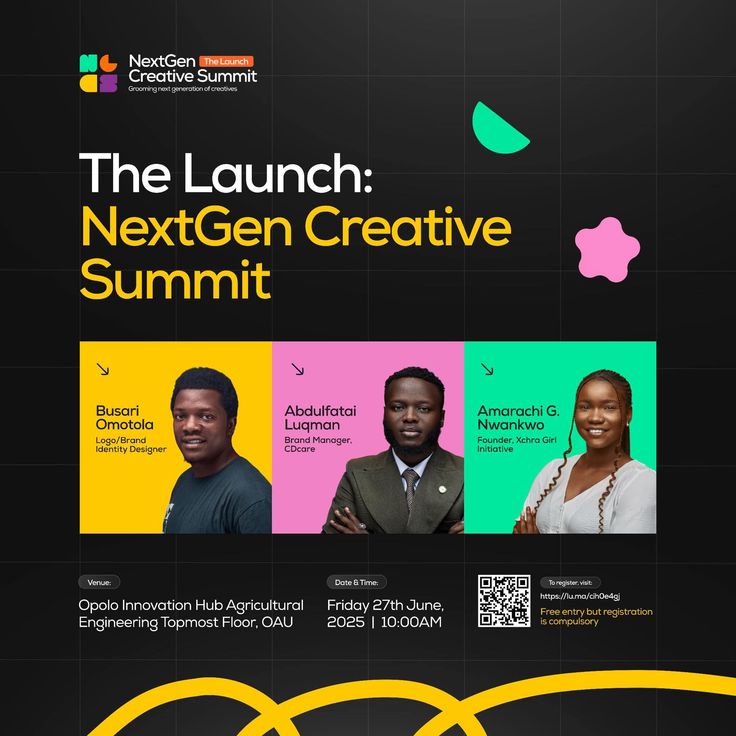 NextGen The Launch
Creative Summit
Grooming next generation of creatives
The Launch:
NextGen Creative
Summit
Busari
Omotola
Logo/Brand
Identity Designer
Abdulfatai
Luqman
Brand Manager,
CDcare
Amarachi G.
Nwankwo
Founder, Xchra Girl
Initiative
Venue:
Opolo Innovation Hub Agricultural
Engineering Topmost Floor, OAU
Date & Time:
Friday 27th June,
2025 | 10:00AM
To register, visit:
https://lu.ma/clh0e4gj
Free entry but registration
is compulsory